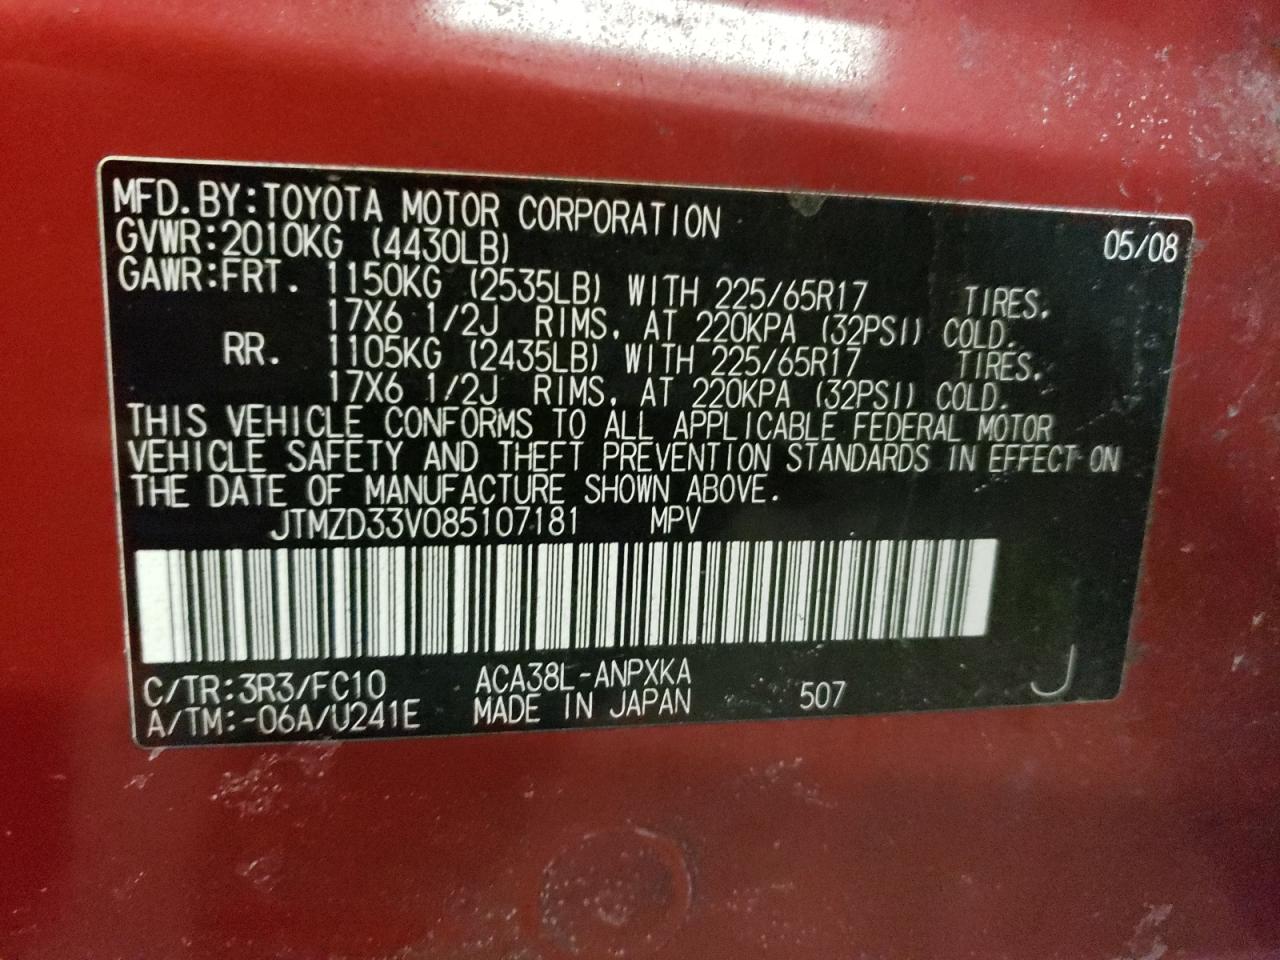 MFD.BY:TOYOTA MOTOR CORPORATION 05/08
GVWR:2010KG (4430LB)
GAWR:FRT. 1150KG (2535LB) WITH 225/65R17 TIRES.
17X6 1/2J RIMS, AT 220KPA (32PSI) COLD.
RR. 1105KG (2435LB) WITH 225/65R17 TIRES.
17X6 1/2J RIMS, AT 220KPA (32PSI) COLD.
THIS VEHICLE CONFORMS TO ALL APPLICABLE FEDERAL MOTOR
VEHICLE SAFETY AND THEFT PREVENTION STANDARDS IN EFFECT ON
THE DATE OF MANUFACTURE SHOWN ABOVE.
JTMZD33V085107181 MPV
C/TR:3R3/FC10 ACA38L-ANPXKA
A/TM:-06A/U241E MADE IN JAPAN 507 J